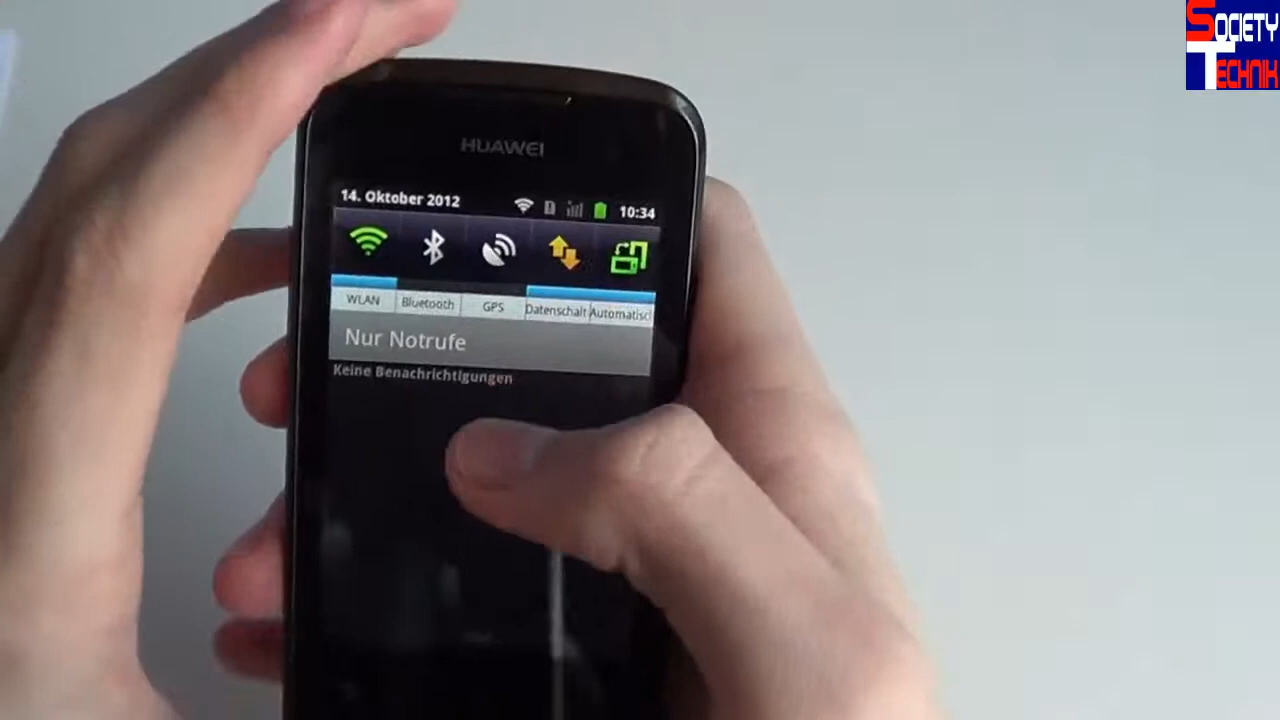 SOCIETY
TECHNIK
HUAWEI
14. Oktober 2012 10:34
WLAN Bluetooth GPS Datenschalt Automatisc
Nur Notrufe
Keine Benachrichtigungen